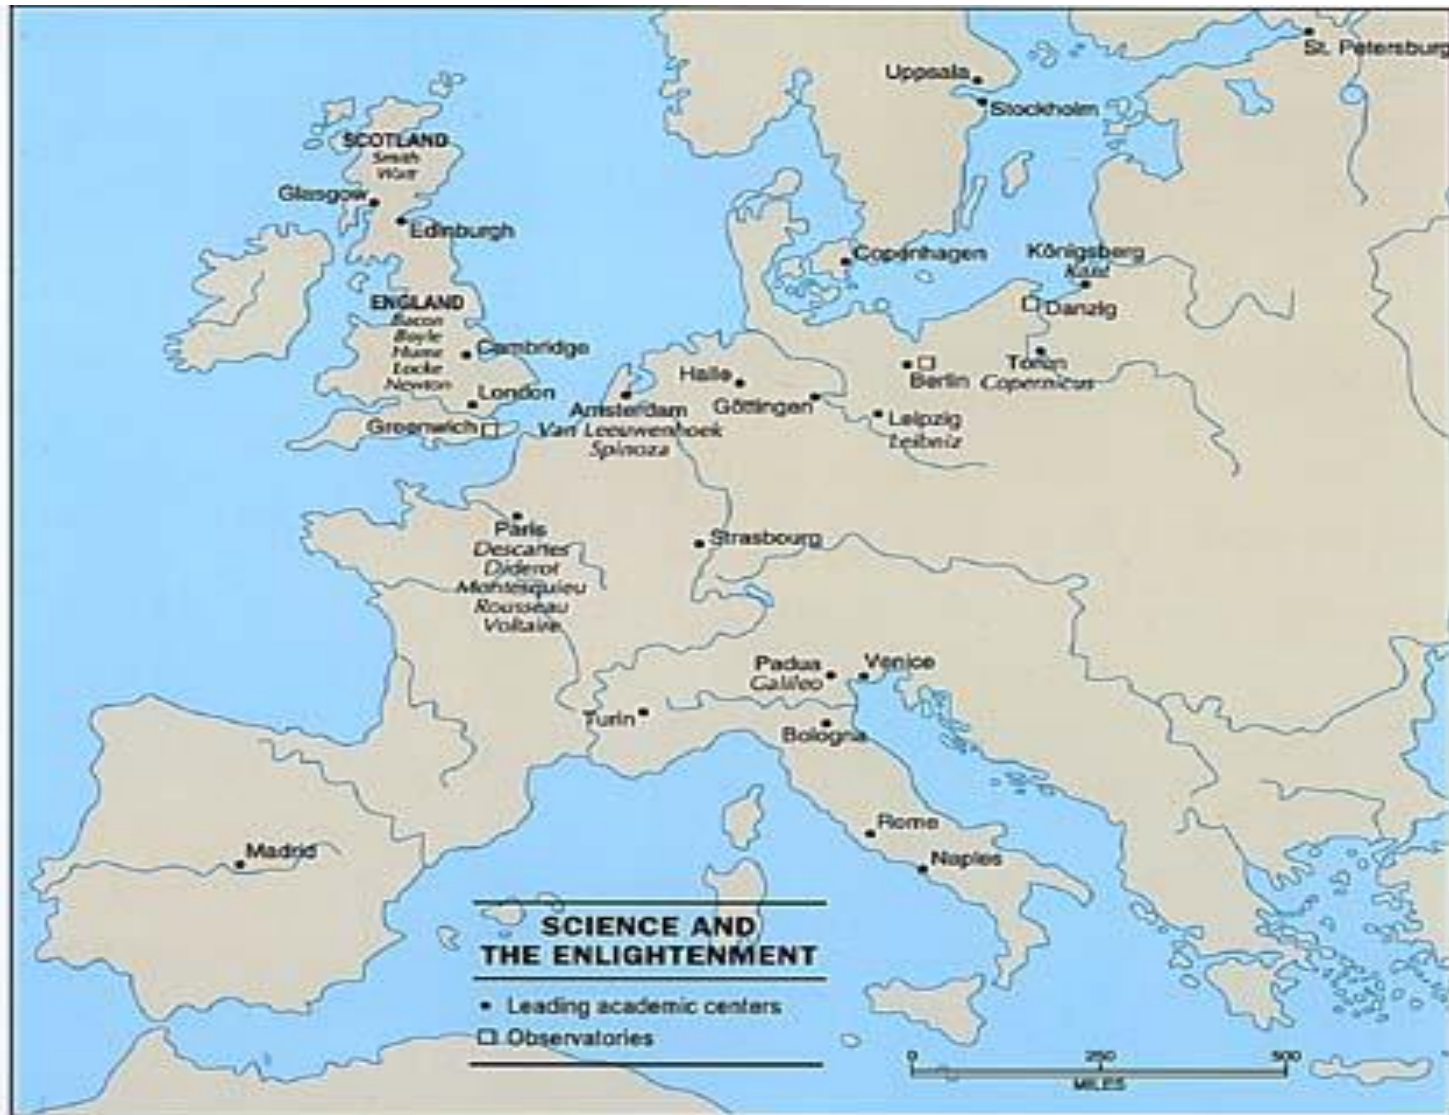 St. Petersburg
Uppsala
Stockholm
SCOTLAND
Smith
Watt
Glasgow
Edinburgh
Copenhagen
Königsberg
Kant
Danzig
ENGLAND
Bacon
Boyle
Hume
Locke
Newton
Cambridge
London
Greenwich
Halle
Göttingen
Berlin
Torun
Copernicus
Amsterdam
Van Leeuwenhoek
Spinoza
Leipzig
Leibniz
Paris
Descartes
Diderot
Montesquieu
Rousseau
Voltaire
Strasbourg
Padua
Galileo
Venice
Turin
Bologna
Madrid
Rome
Naples
SCIENCE AND
THE ENLIGHTENMENT
Leading academic centers
Observatories
0 250 500
MILES